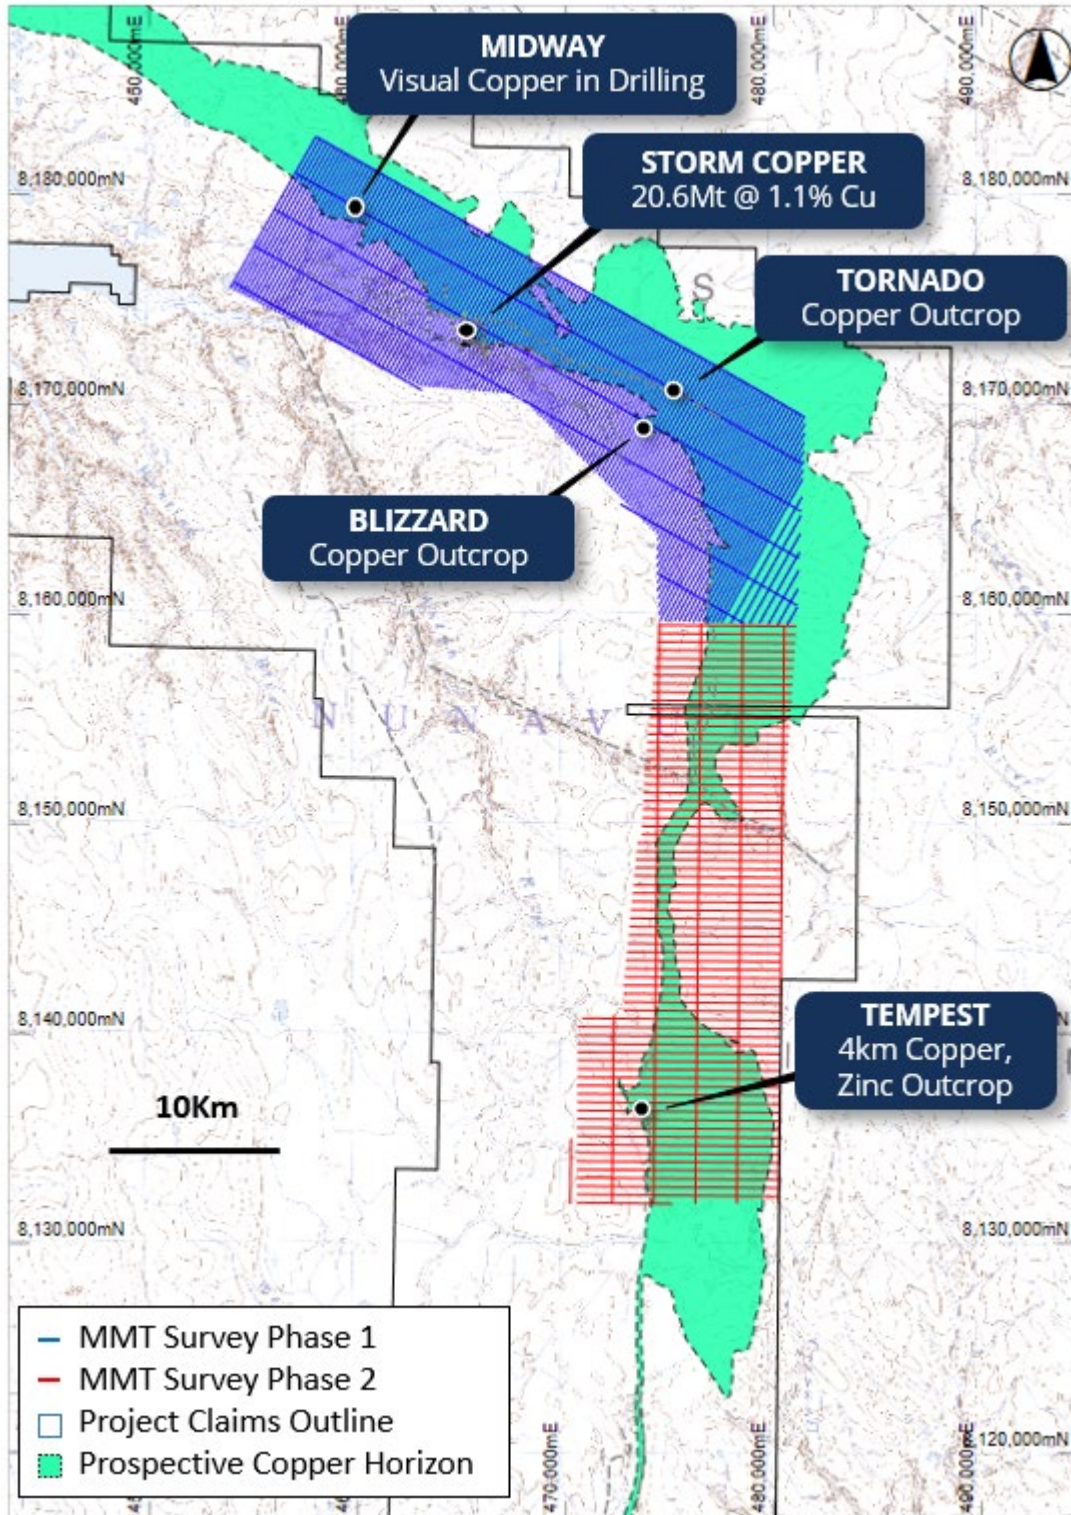 450,000mE
480,000mE
490,000mE
MIDWAY
Visual Copper in Drilling
STORM COPPER
20.6Mt @ 1.1% Cu
8,180,000mN
8,180,000mN
TORNADO
Copper Outcrop
S
8,170,000mN
8,170,000mN
BLIZZARD
Copper Outcrop
8,160,000mN
8,160,000mN
N U N A V
8,150,000mN
8,150,000mN
8,140,000mN
TEMPEST
4km Copper,
Zinc Outcrop
10Km
8,130,000mN
8,130,000mN
MMT Survey Phase 1
MMT Survey Phase 2
Project Claims Outline
Prospective Copper Horizon
470,000mE
480,000mE
490,000mE
120,000mN